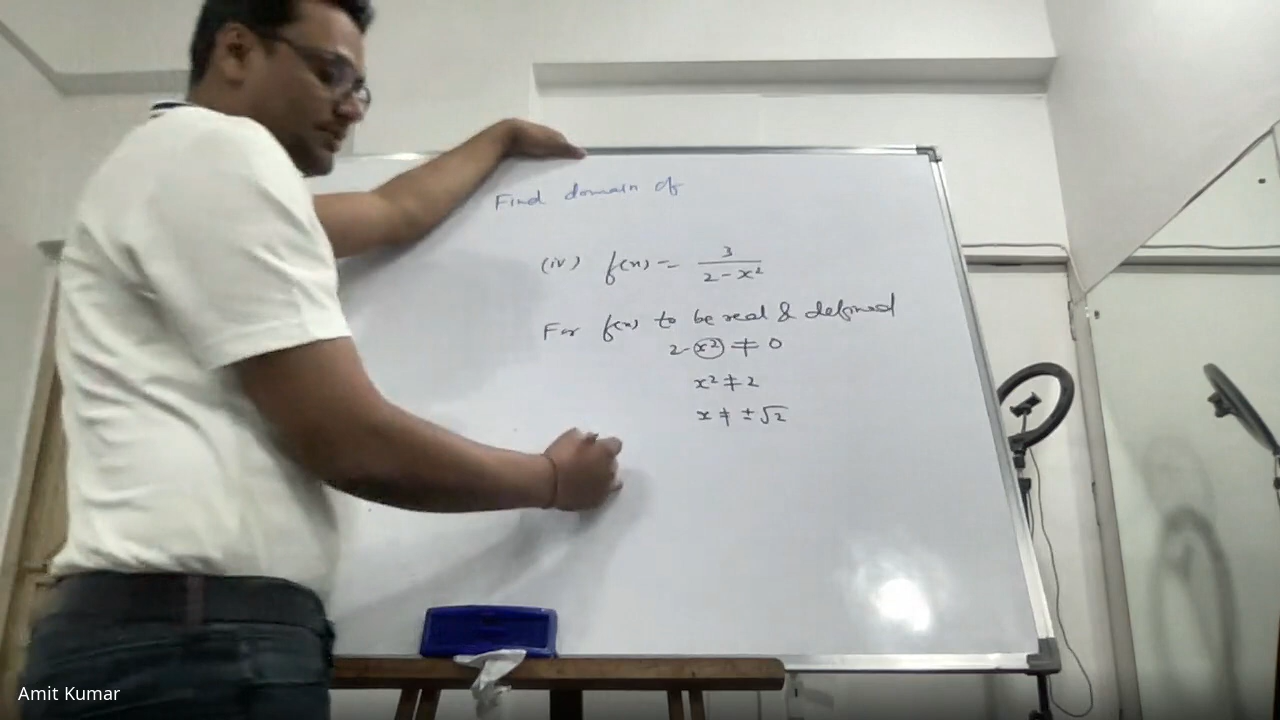 Find domain of
(iv) f(x) = 3/(2-x²)
For f(x) to be real & defined
2-x² ≠ 0
x² ≠ 2
x ≠ ±√2
Amit Kumar